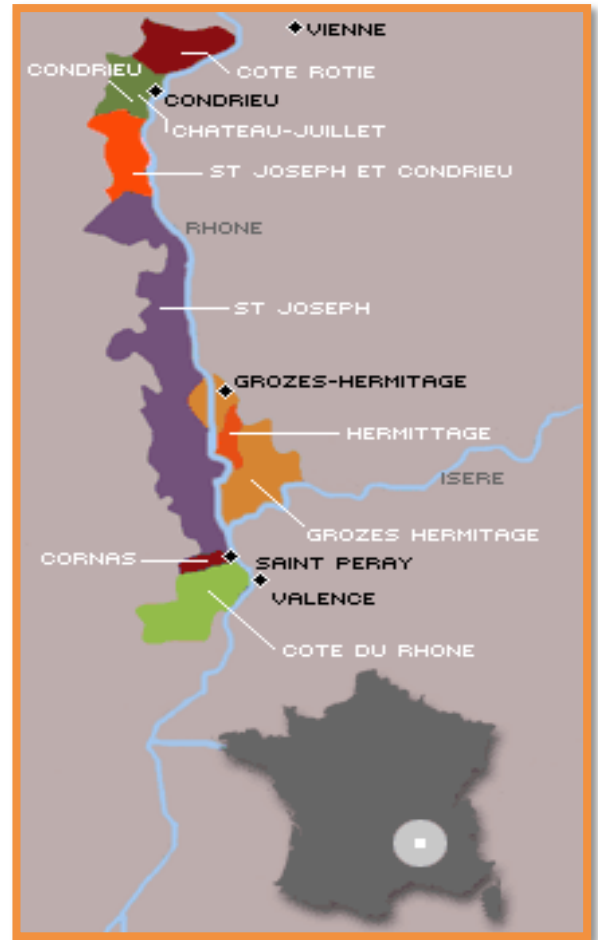 VIENNE
CONDRIEU
COTE ROTIE
CONDRIEU
CHATEAU-JUILLET
ST JOSEPH ET CONDRIEU
RHONE
ST JOSEPH
GROZES-HERMITAGE
HERMITTAGE
ISERE
GROZES HERMITAGE
CORNAS
SAINT PERAY
VALENCE
COTE DU RHONE